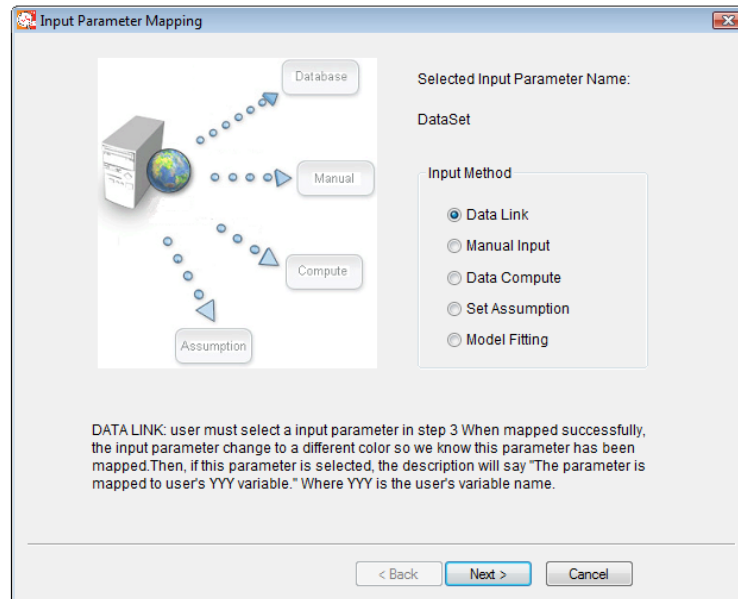 Input Parameter Mapping
Database
Manual
Compute
Assumption
Selected Input Parameter Name:
DataSet
Input Method
Data Link
Manual Input
Data Compute
Set Assumption
Model Fitting
DATA LINK: user must select a input parameter in step 3 When mapped successfully,
the input parameter change to a different color so we know this parameter has been
mapped.Then, if this parameter is selected, the description will say "The parameter is
mapped to user's YYY variable." Where YYY is the user's variable name.
< Back
Next >
Cancel